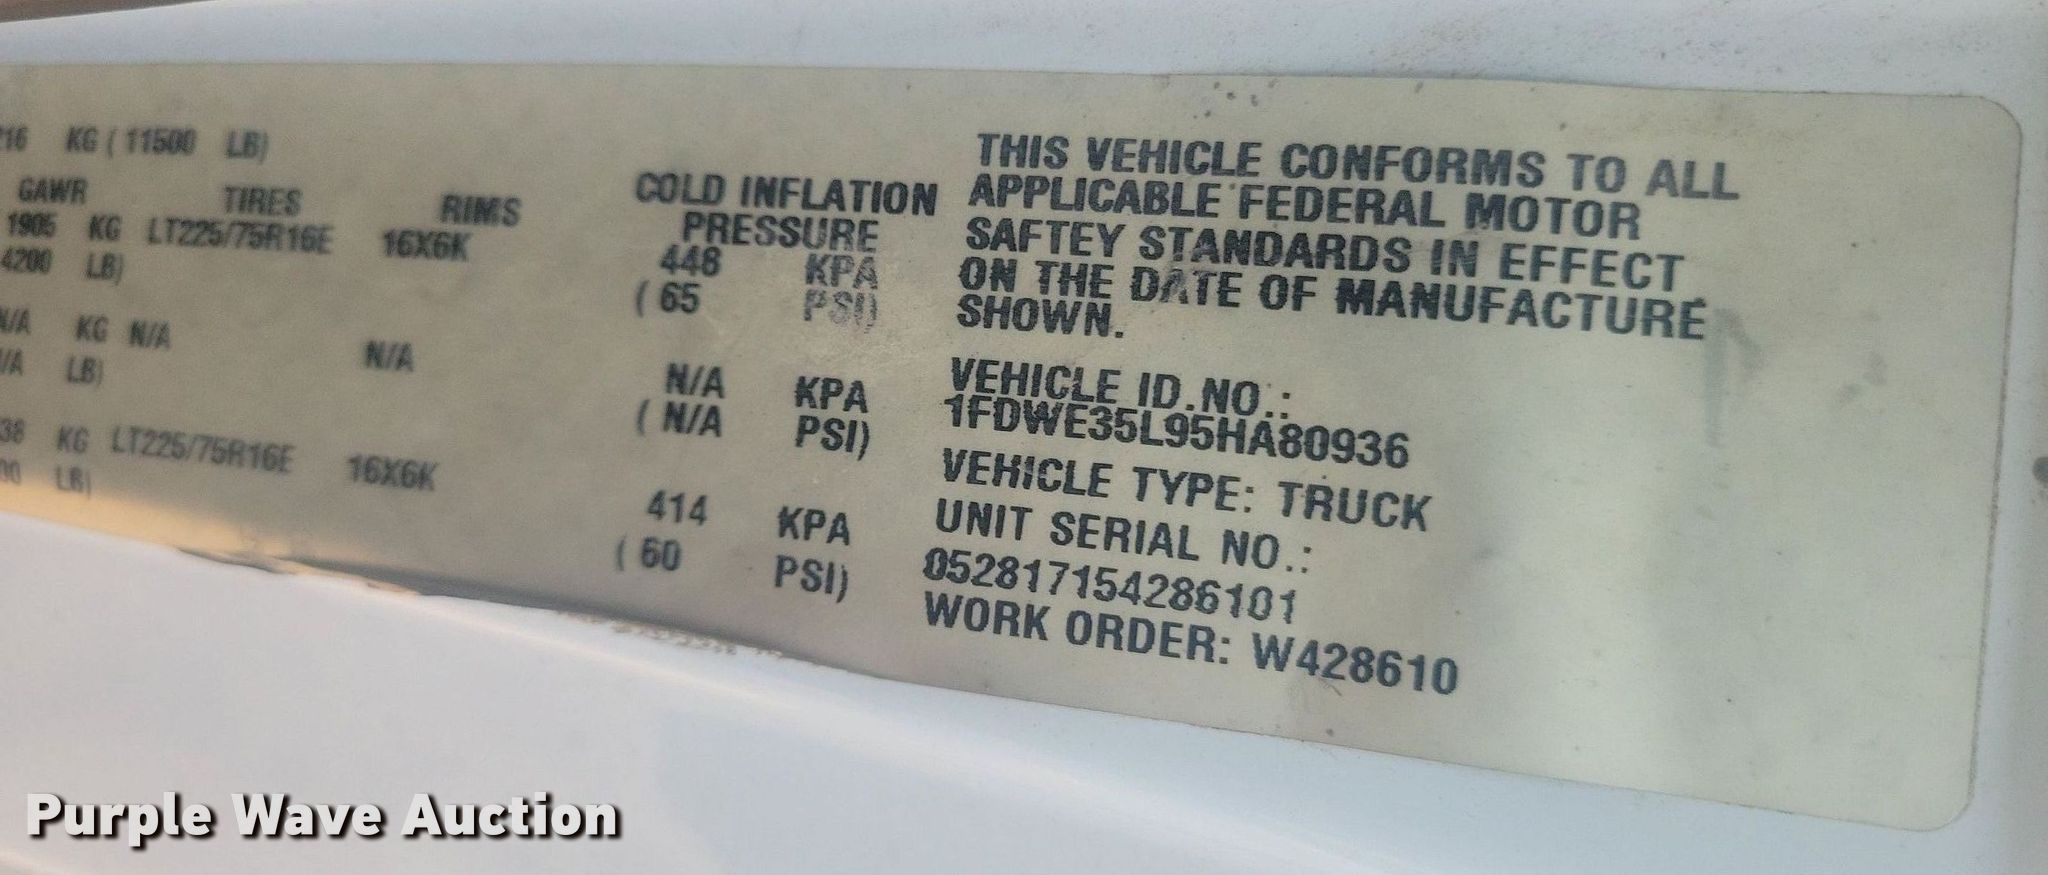 216 KG ( 11500 LB)
GAWR TIRES RIMS COLD INFLATION PRESSURE
1905 KG LT225/75R16E 16X6K 448 KPA
4200 LB) ( 65 PSI)
N/A KG N/A N/A N/A KPA
N/A LB) ( N/A PSI)
38 KG LT225/75R16E 16X6K 414 KPA
00 LB) ( 60 PSI)
THIS VEHICLE CONFORMS TO ALL
APPLICABLE FEDERAL MOTOR
SAFTEY STANDARDS IN EFFECT
ON THE DATE OF MANUFACTURE
SHOWN.
VEHICLE ID.NO.:
1FDWE35L95HA80936
VEHICLE TYPE: TRUCK
UNIT SERIAL NO.:
052817154286101
WORK ORDER: W428610
Purple Wave Auction